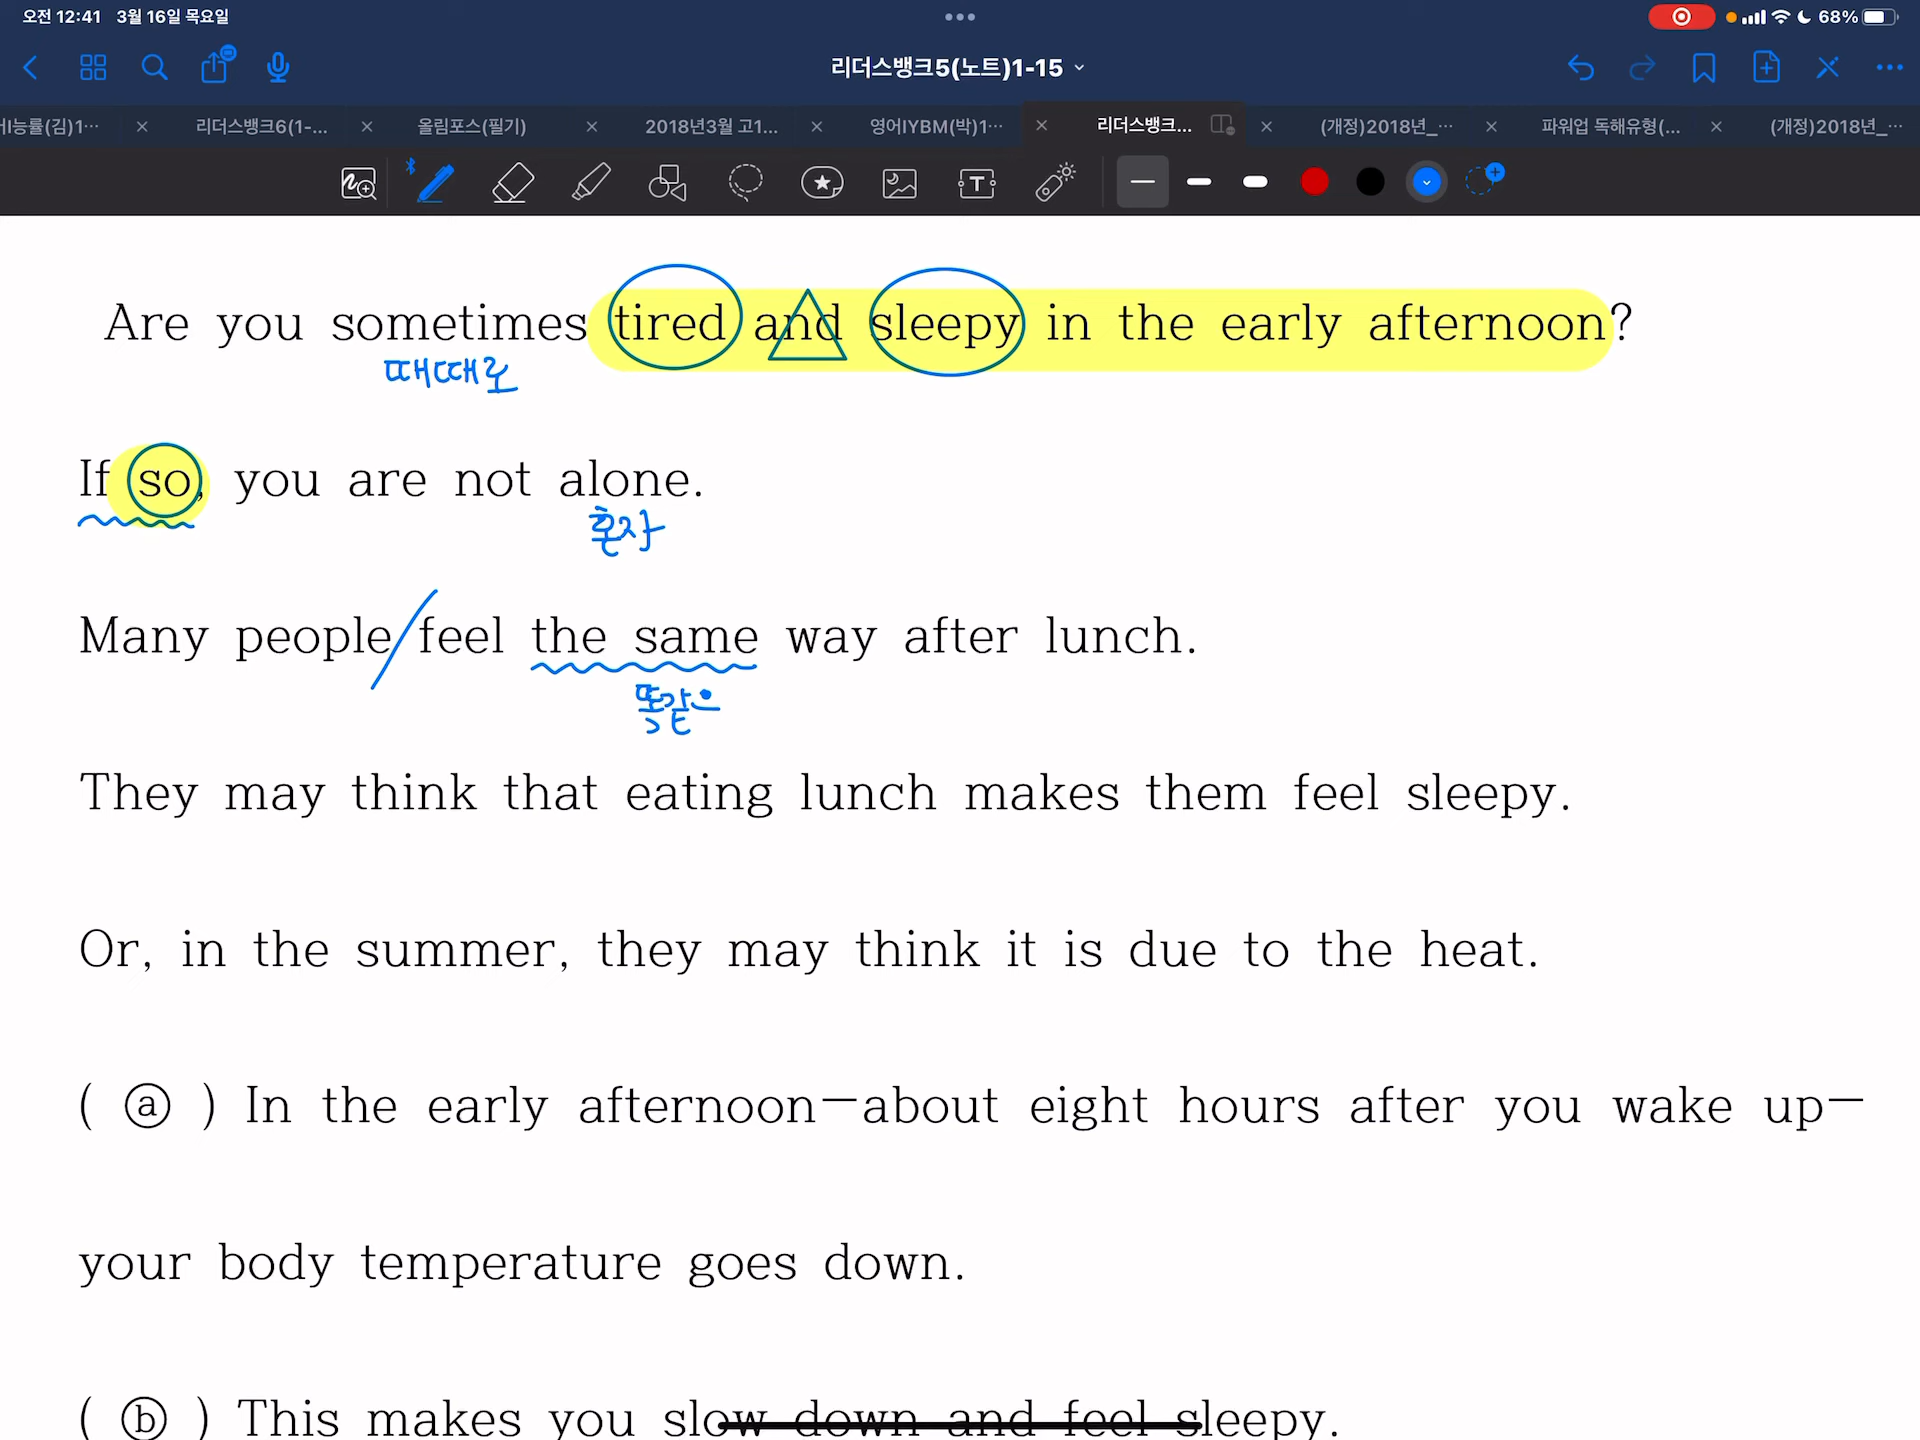 오전 12:41 3월 16일 목요일
68%
리더스뱅크5(노트)1-15
리더스뱅크6(1-...
올림포스(필기)
2018년3월 고1...
영어IYBM(박)1...
리더스뱅크...
(개정)2018년_...
파워업 독해유형(...
(개정)2018년_...
Are you sometimes tired and sleepy in the early afternoon?
때때로
If so, you are not alone.
혼자
Many people/feel the same way after lunch.
똑같은
They may think that eating lunch makes them feel sleepy.
Or, in the summer, they may think it is due to the heat.
( ⓐ ) In the early afternoon—about eight hours after you wake up—
your body temperature goes down.
( ⓑ ) This makes you slow down and feel sleepy.